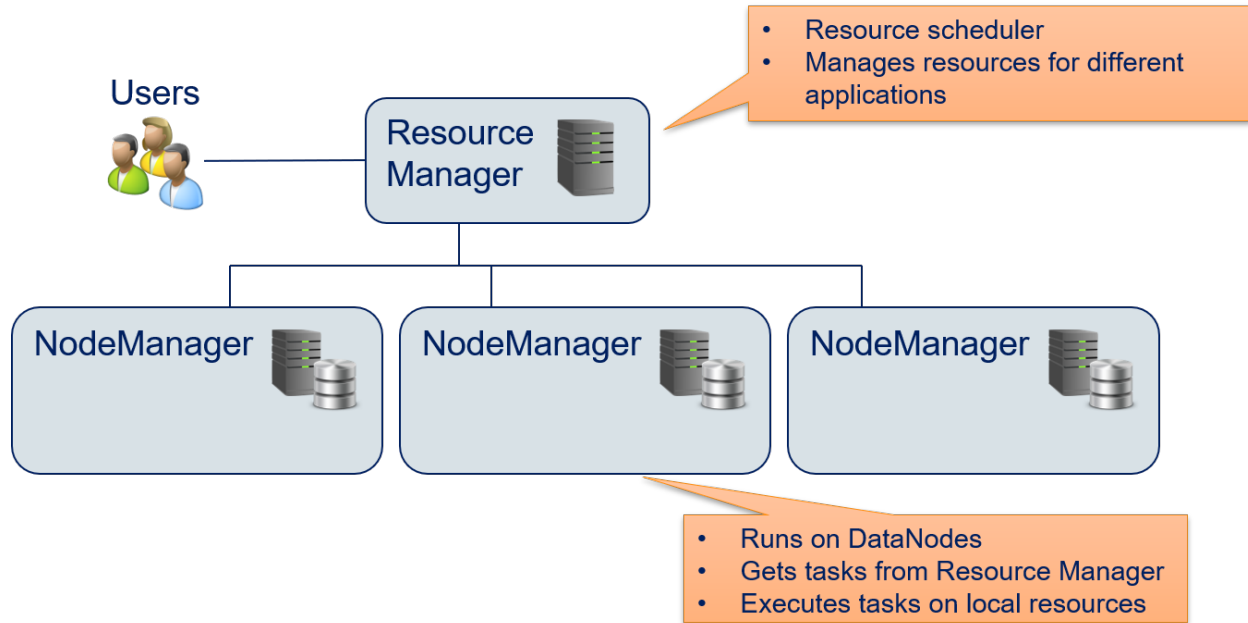 • Resource scheduler
• Manages resources for different
applications
Users
Resource
Manager
NodeManager
NodeManager
NodeManager
• Runs on DataNodes
• Gets tasks from Resource Manager
• Executes tasks on local resources